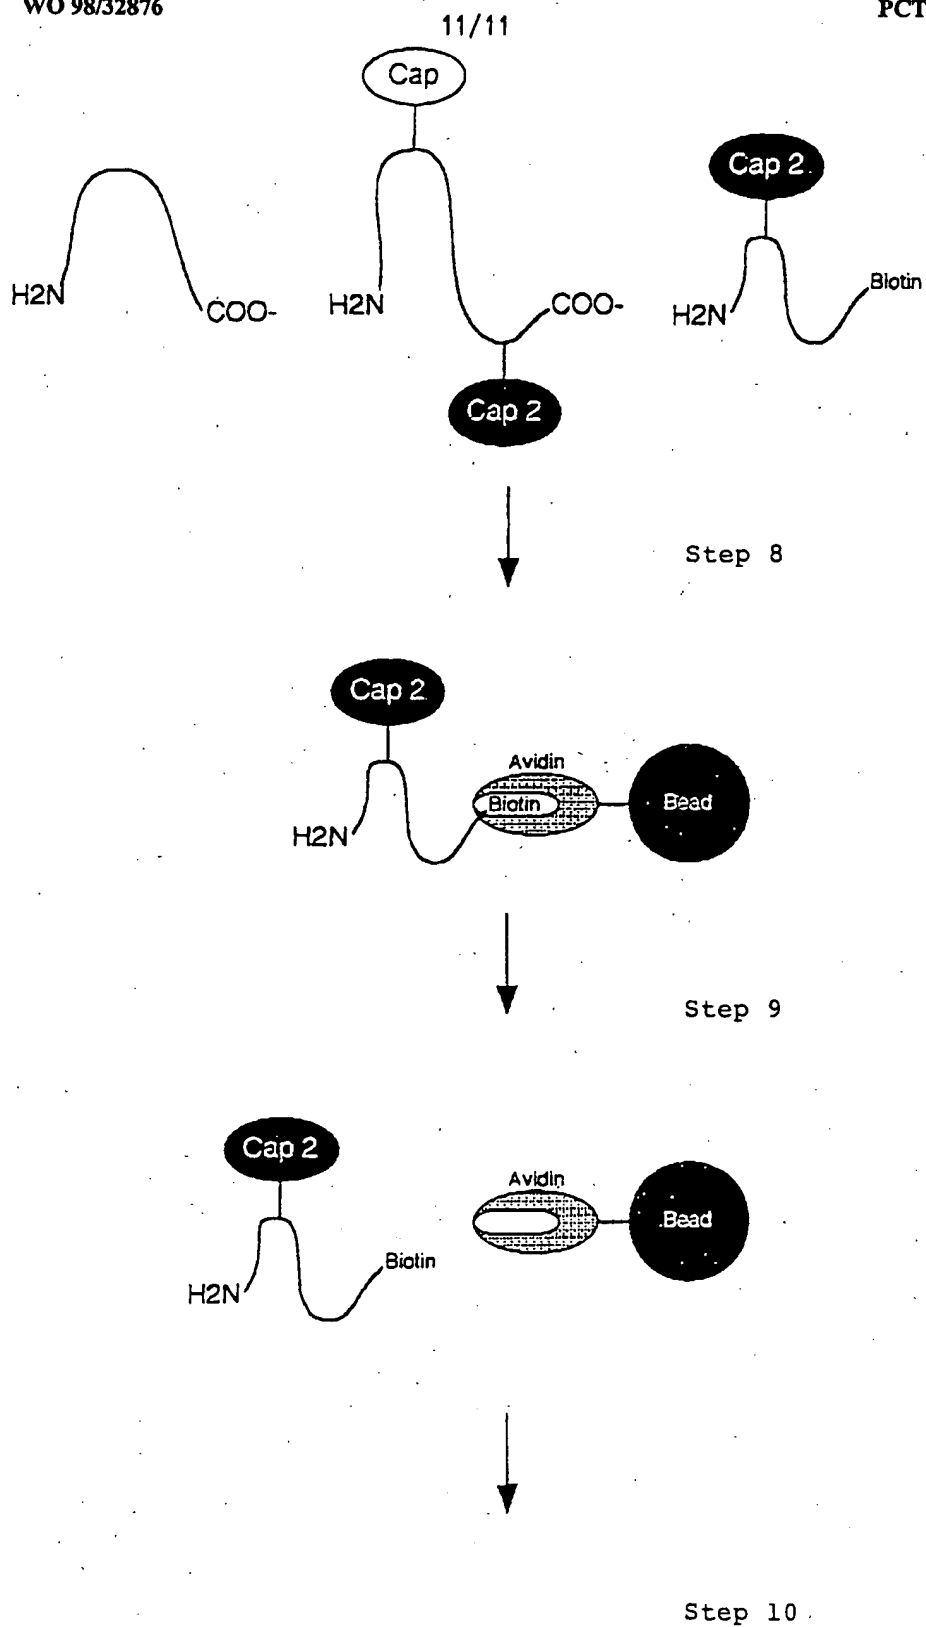 WO 98/32876
PCT
11/11
Cap
Cap 2
H2N
COO-
H2N
COO-
H2N
Biotin
Cap 2
Step 8
Cap 2
Avidin
Biotin
Bead
H2N
Step 9
Cap 2
Avidin
Bead
Biotin
H2N
Step 10